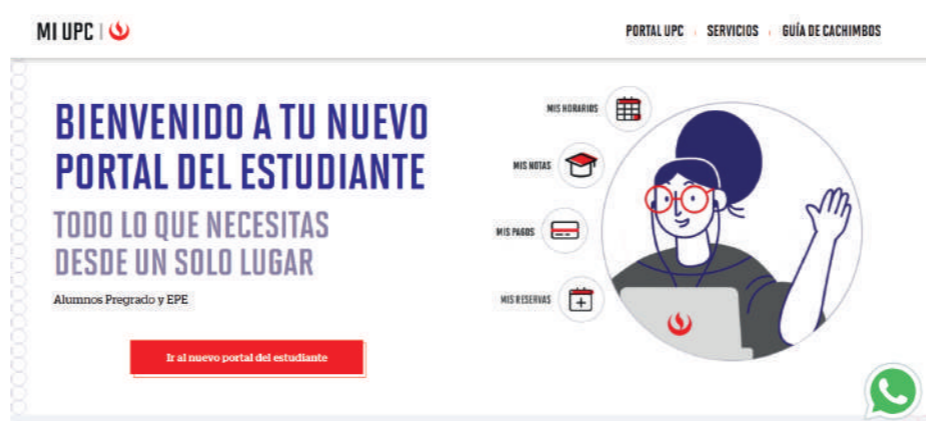 MI UPC
PORTAL UPC
SERVICIOS
GUÍA DE CACHIMBOS
BIENVENIDO A TU NUEVO
PORTAL DEL ESTUDIANTE
TODO LO QUE NECESITAS
DESDE UN SOLO LUGAR
Alumnos Pregrado y EPE
Ir al nuevo portal del estudiante
MIS HORARIOS
MIS NOTAS
MIS PAGOS
MIS RESERVAS